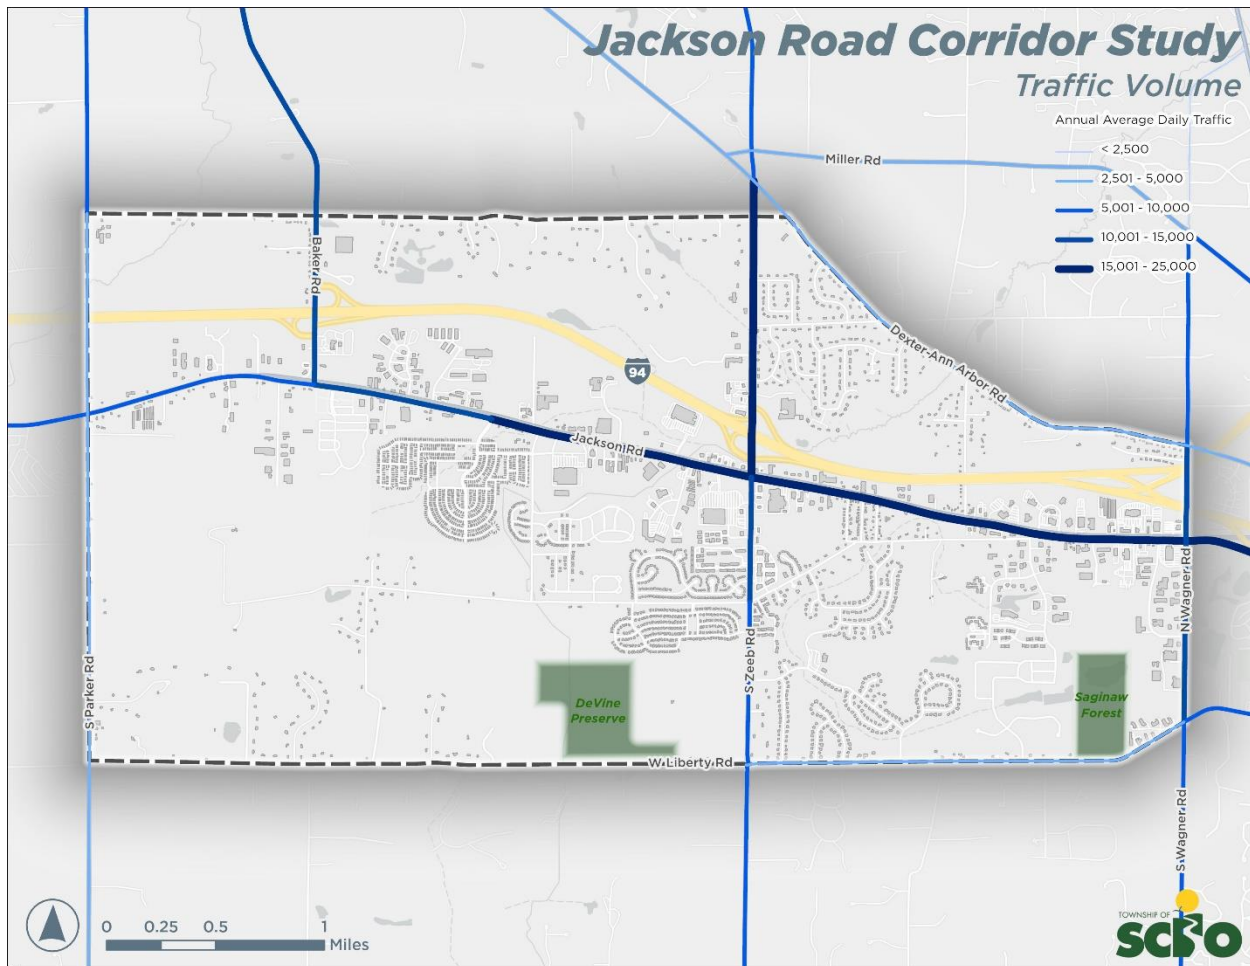 Jackson Road Corridor Study
Traffic Volume
Annual Average Daily Traffic
< 2,500
2,501 - 5,000
5,001 - 10,000
10,001 - 15,000
15,001 - 25,000
Miller Rd
Baker Rd
Dexter-Ann Arbor Rd
94
Jackson Rd
N Wagner Rd
S Parker Rd
S Zeeb Rd
DeVine
Preserve
Saginaw
Forest
W Liberty Rd
S Wagner Rd
0 0.25 0.5 1
Miles
TOWNSHIP OF
SCIO